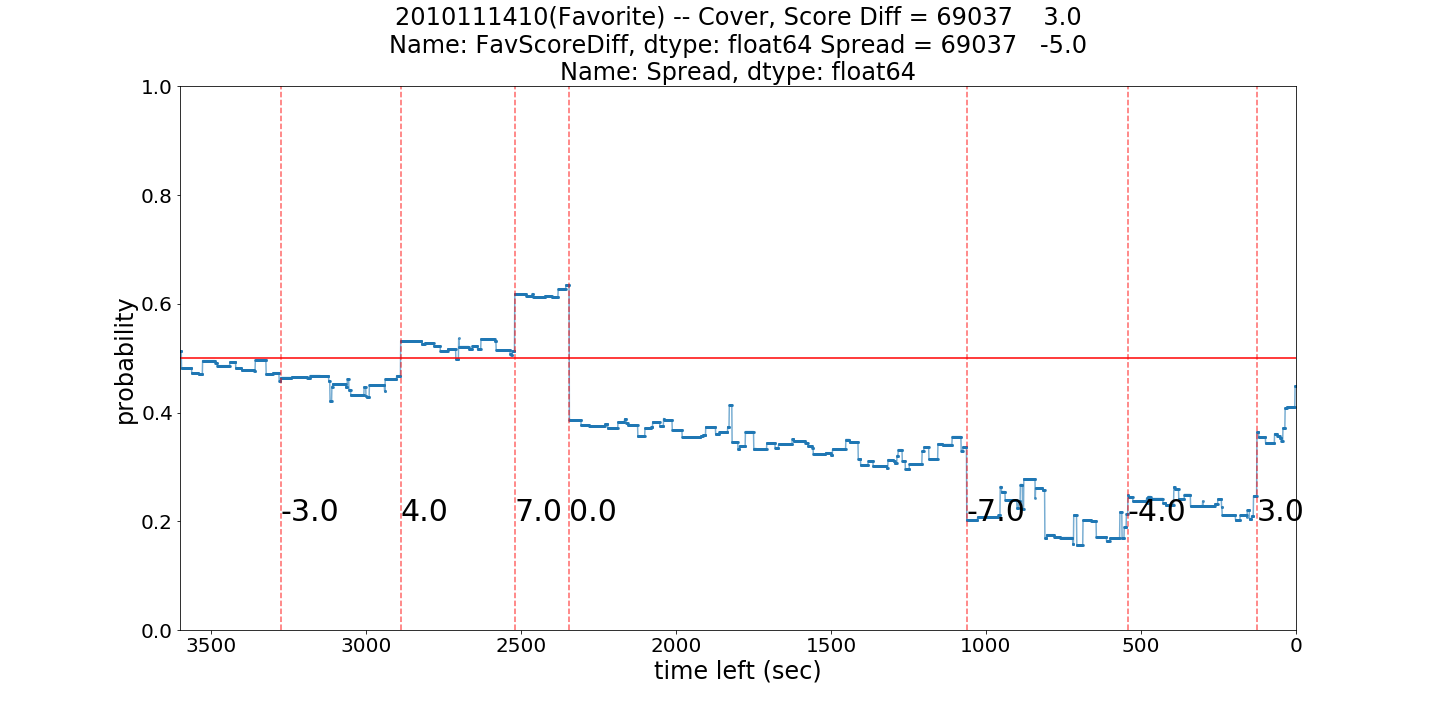 2010111410(Favorite) -- Cover, Score Diff = 69037    3.0
Name: FavScoreDiff, dtype: float64 Spread = 69037   -5.0
Name: Spread, dtype: float64
1.0
0.8
0.6
0.4
0.2
0.0
probability
-3.0 4.0 7.0 0.0 -7.0 -4.0 3.0
3500 3000 2500 2000 1500 1000 500 0
time left (sec)